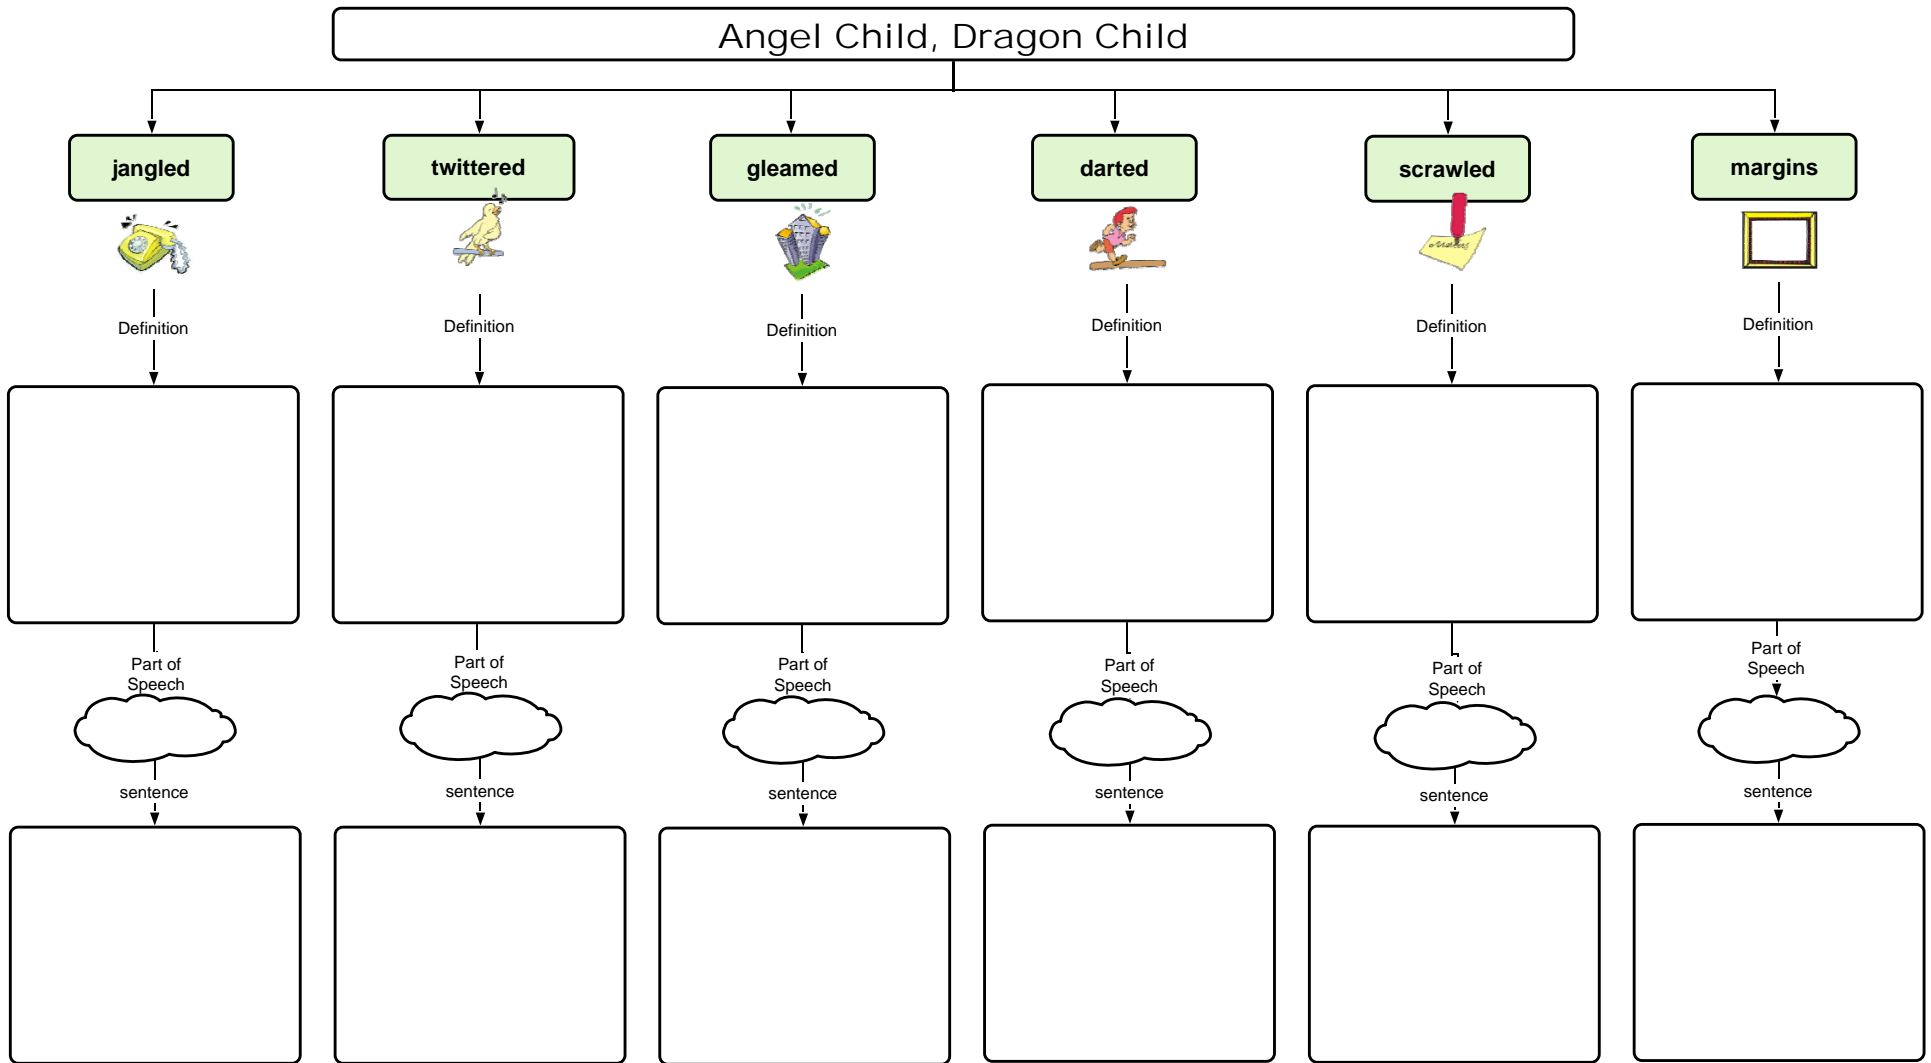 Angel Child, Dragon Child
jangled
twittered
gleamed
darted
scrawled
margins
Definition
Definition
Definition
Definition
Definition
Definition
Part of
Speech
Part of
Speech
Part of
Speech
Part of
Speech
Part of
Speech
Part of
Speech
sentence
sentence
sentence
sentence
sentence
sentence